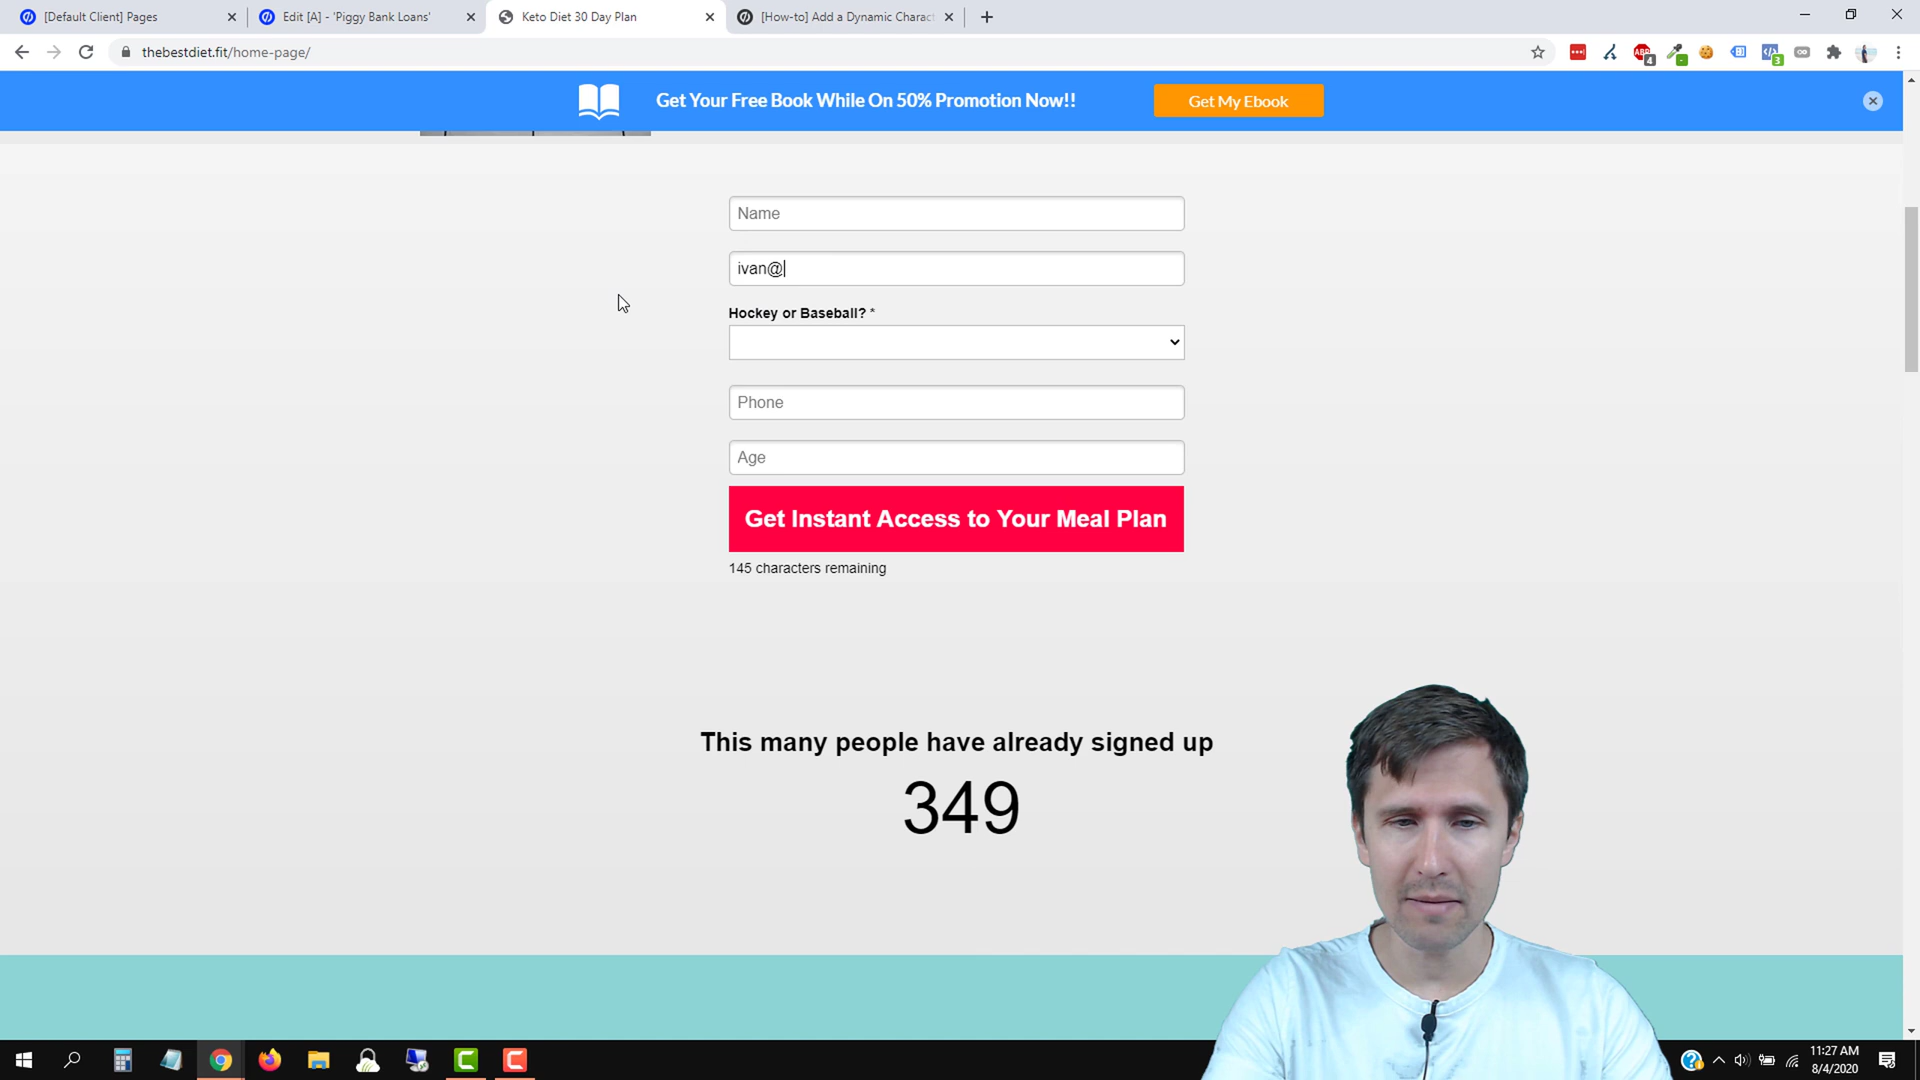 [Default Client] Pages
Edit [A] - 'Piggy Bank Loans'
Keto Diet 30 Day Plan
[How-to] Add a Dynamic Charac
thebestdiet.fit/home-page/
Get Your Free Book While On 50% Promotion Now!!
Get My Ebook
Name
ivan@
Hockey or Baseball? *
Phone
Age
Get Instant Access to Your Meal Plan
145 characters remaining
This many people have already signed up
349
11:27 AM
8/4/2020